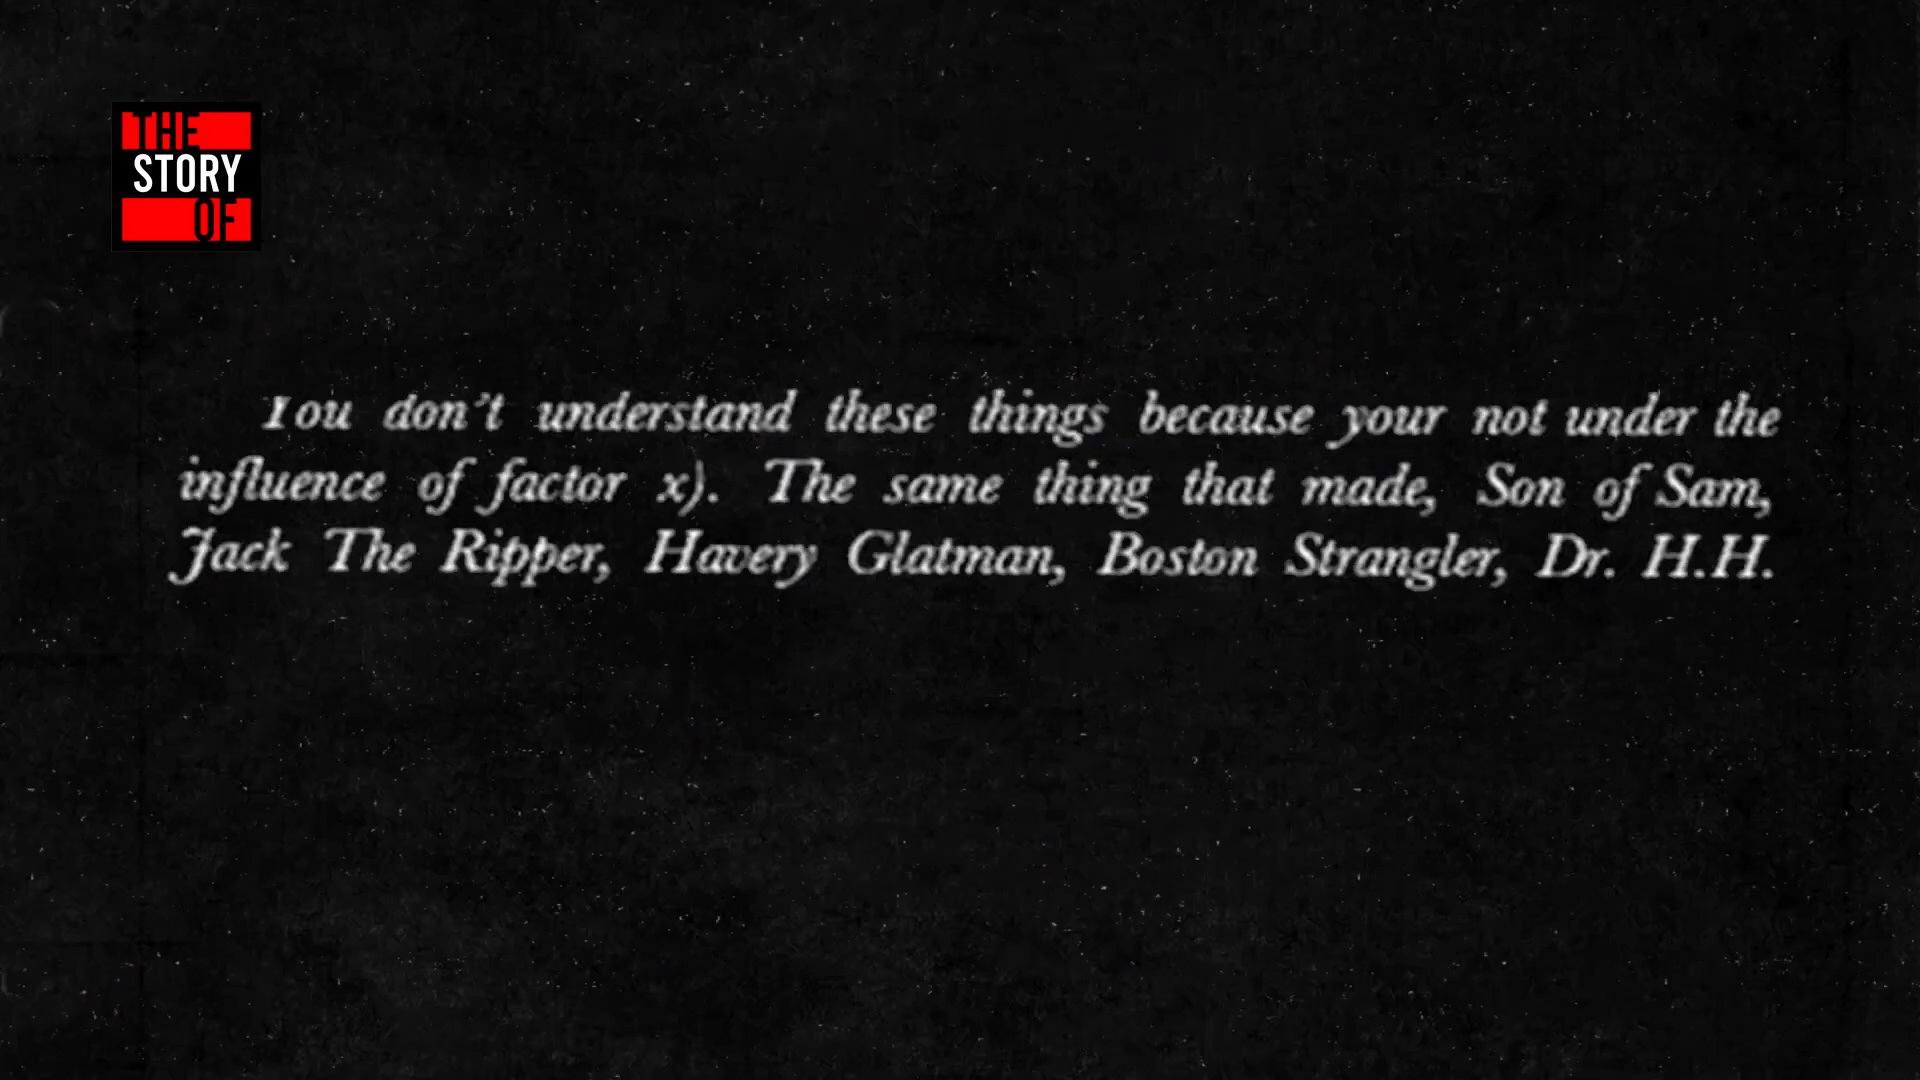 THE
STORY
OF
You don't understand these things because your not under the
influence of factor x). The same thing that made, Son of Sam,
Jack The Ripper, Havery Glatman, Boston Strangler, Dr. H.H.